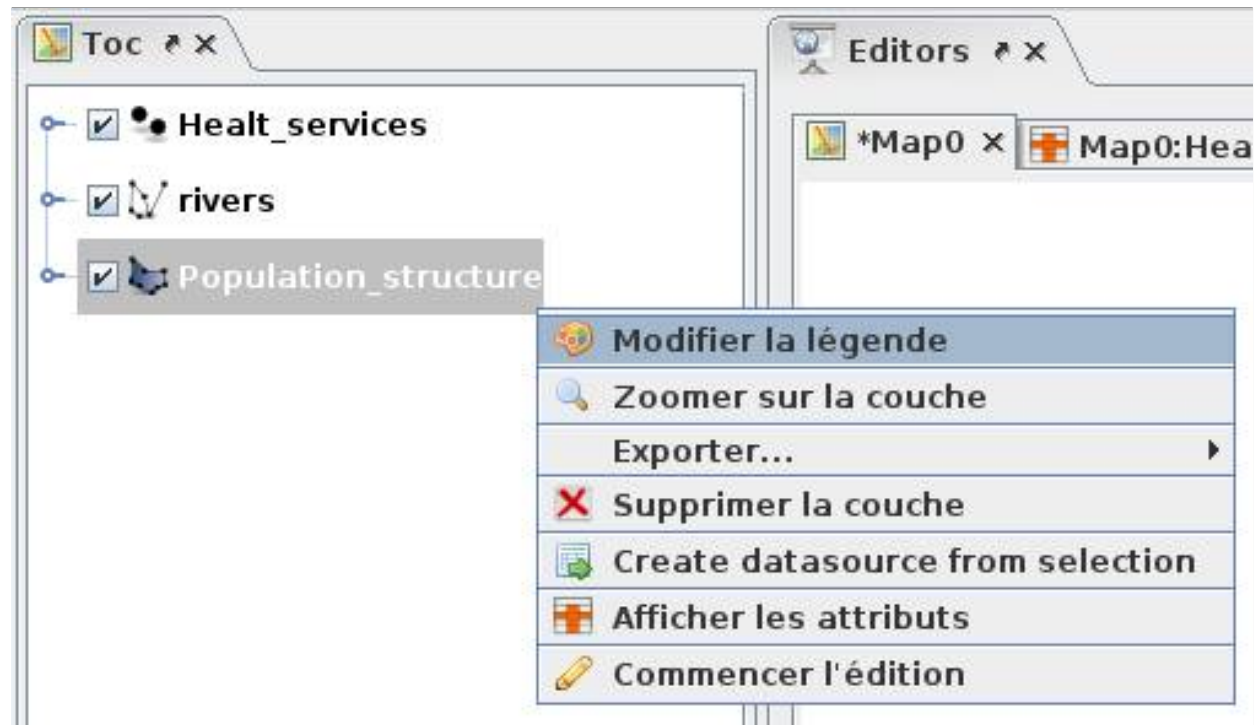 Toc
Editors
Healt_services
*Map0
Map0:Hea
rivers
Population_structure
Modifier la légende
Zoomer sur la couche
Exporter...
Supprimer la couche
Create datasource from selection
Afficher les attributs
Commencer l'édition